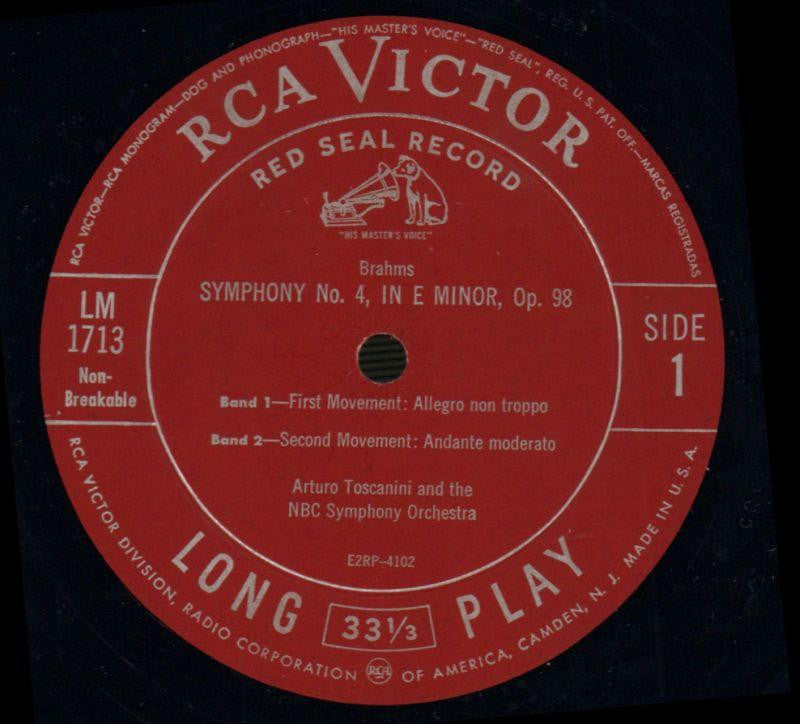 RCA VICTOR—RCA MONOGRAM—DOG AND PHONOGRAPH—"HIS MASTER'S VOICE"—"RED SEAL", REG. U. S. PAT. OFF.—MARCAS REGISTRADAS
RCA VICTOR
RED SEAL RECORD
"HIS MASTER'S VOICE"
Brahms
SYMPHONY No. 4, IN E MINOR, Op. 98
LM
1713
Non-
Breakable
SIDE
1
Band 1—First Movement: Allegro non troppo
Band 2—Second Movement: Andante moderato
Arturo Toscanini and the
NBC Symphony Orchestra
E2RP-4102
LONG 33⅓ PLAY
RCA VICTOR DIVISION, RADIO CORPORATION RCA OF AMERICA, CAMDEN, N. J. MADE IN U. S. A.